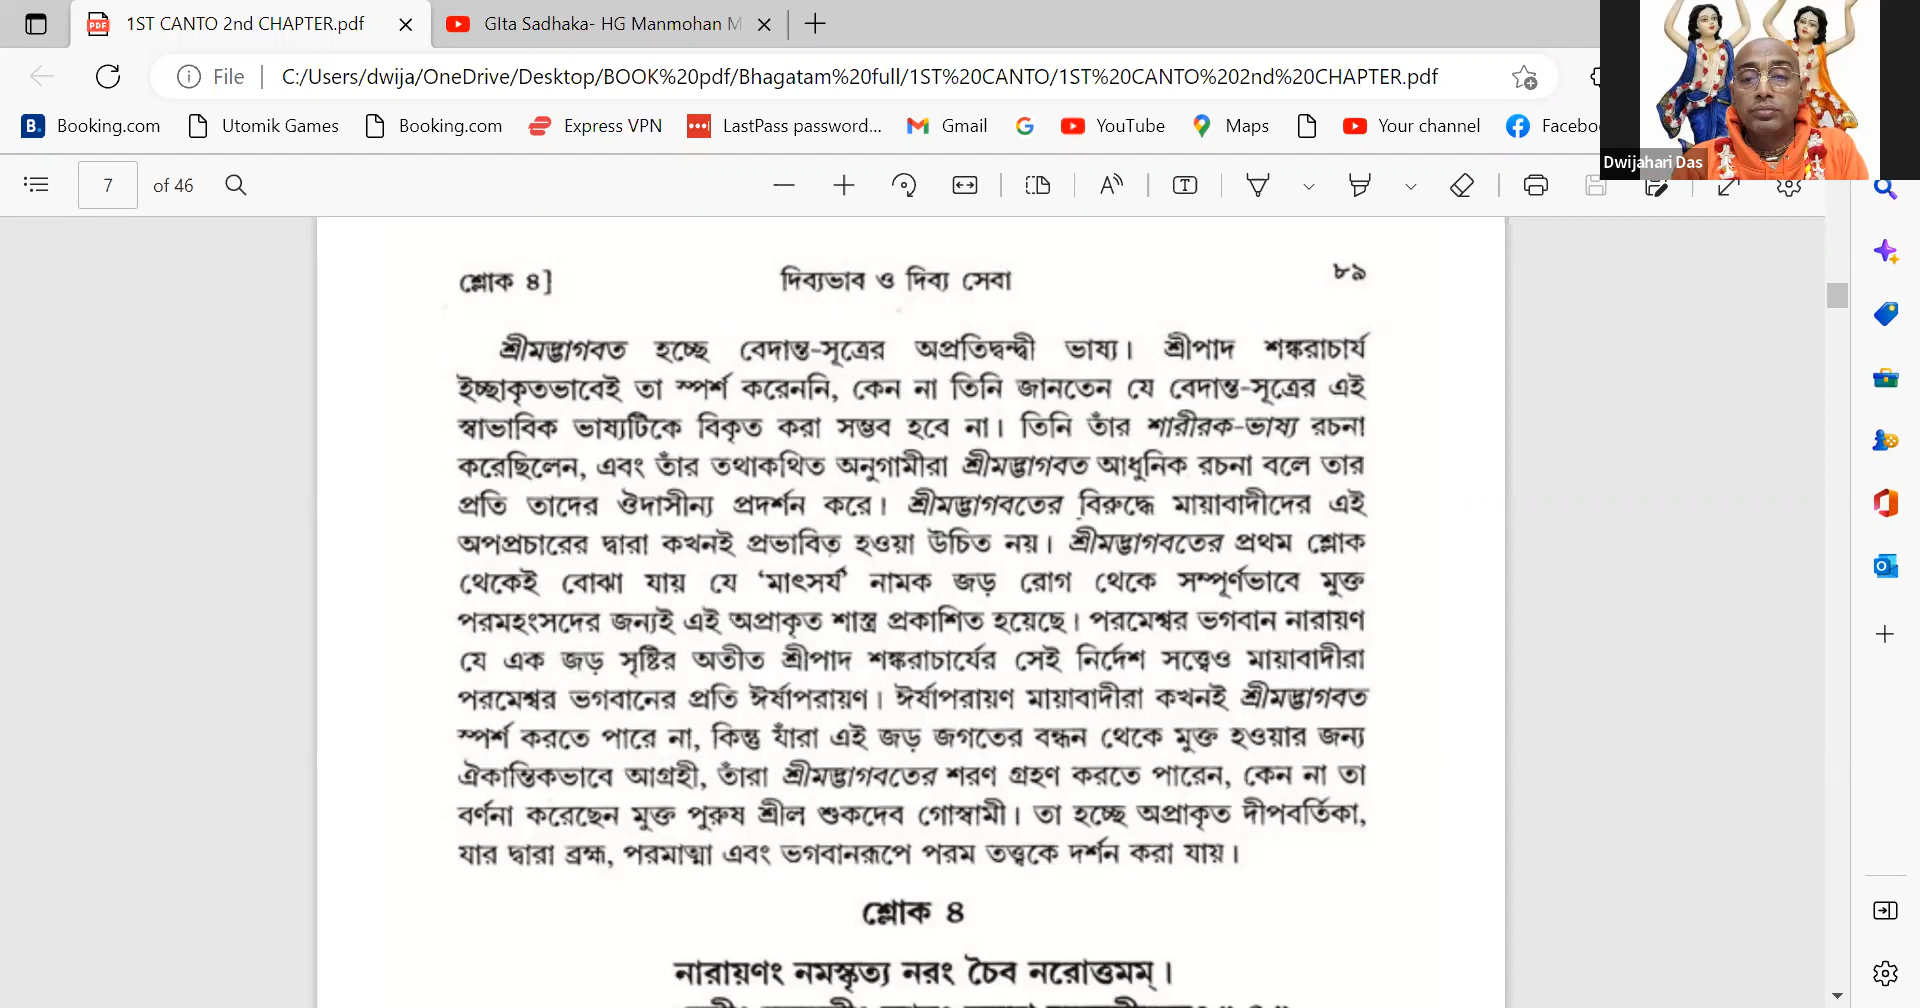 1ST CANTO 2nd CHAPTER.pdf
GIta Sadhaka- HG Manmohan M
File C:/Users/dwija/OneDrive/Desktop/BOOK%20pdf/Bhagatam%20full/1ST%20CANTO/1ST%20CANTO%202nd%20CHAPTER.pdf
Booking.com Utomik Games Booking.com Express VPN LastPass password... Gmail YouTube Maps Your channel Facebo
Dwijahari Das
7 of 46
শ্লোক ৪] দিব্যভাব ও দিব্য সেবা ৮৯
শ্রীমদ্ভাগবত হচ্ছে বেদান্ত-সূত্রের অপ্রতিদ্বন্দ্বী ভাষ্য। শ্রীপাদ শঙ্করাচার্য
ইচ্ছাকৃতভাবেই তা স্পর্শ করেননি, কেন না তিনি জানতেন যে বেদান্ত-সূত্রের এই
স্বাভাবিক ভাষ্যটিকে বিকৃত করা সম্ভব হবে না। তিনি তাঁর শারীরক-ভাষ্য রচনা
করেছিলেন, এবং তাঁর তথাকথিত অনুগামীরা শ্রীমদ্ভাগবত আধুনিক রচনা বলে তার
প্রতি তাদের ঔদাসীন্য প্রদর্শন করে। শ্রীমদ্ভাগবতের বিরুদ্ধে মায়াবাদীদের এই
অপপ্রচারের দ্বারা কখনই প্রভাবিত হওয়া উচিত নয়। শ্রীমদ্ভাগবতের প্রথম শ্লোক
থেকেই বোঝা যায় যে ‘মাৎসর্য’ নামক জড় রোগ থেকে সম্পূর্ণভাবে মুক্ত
পরমহংসদের জন্যই এই অপ্রাকৃত শাস্ত্র প্রকাশিত হয়েছে। পরমেশ্বর ভগবান নারায়ণ
যে এক জড় সৃষ্টির অতীত শ্রীপাদ শঙ্করাচার্যের সেই নির্দেশ সত্ত্বেও মায়াবাদীরা
পরমেশ্বর ভগবানের প্রতি ঈর্ষাপরায়ণ। ঈর্ষাপরায়ণ মায়াবাদীরা কখনই শ্রীমদ্ভাগবত
স্পর্শ করতে পারে না, কিন্তু যাঁরা এই জড় জগতের বন্ধন থেকে মুক্ত হওয়ার জন্য
ঐকান্তিকভাবে আগ্রহী, তাঁরা শ্রীমদ্ভাগবতের শরণ গ্রহণ করতে পারেন, কেন না তা
বর্ণনা করেছেন মুক্ত পুরুষ শ্রীল শুকদেব গোস্বামী। তা হচ্ছে অপ্রাকৃত দীপবর্তিকা,
যার দ্বারা ব্রহ্ম, পরমাত্মা এবং ভগবানরূপে পরম তত্ত্বকে দর্শন করা যায়।
শ্লোক ৪
নারায়ণং নমস্কৃত্য নরং চৈব নরোত্তমম্।